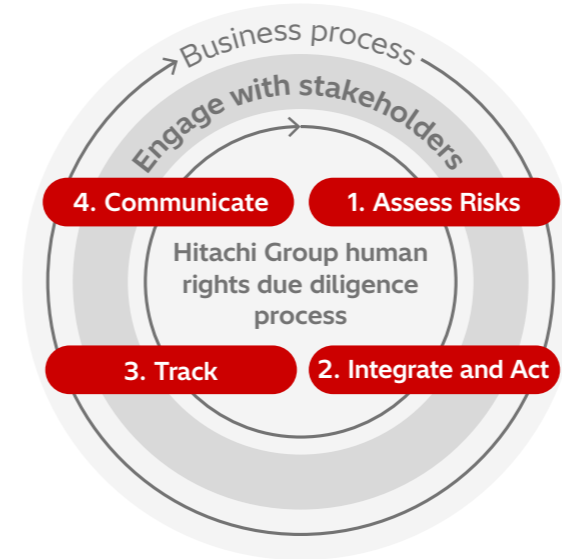 Business process
Engage with stakeholders
4. Communicate
1. Assess Risks
Hitachi Group human
rights due diligence
process
3. Track
2. Integrate and Act